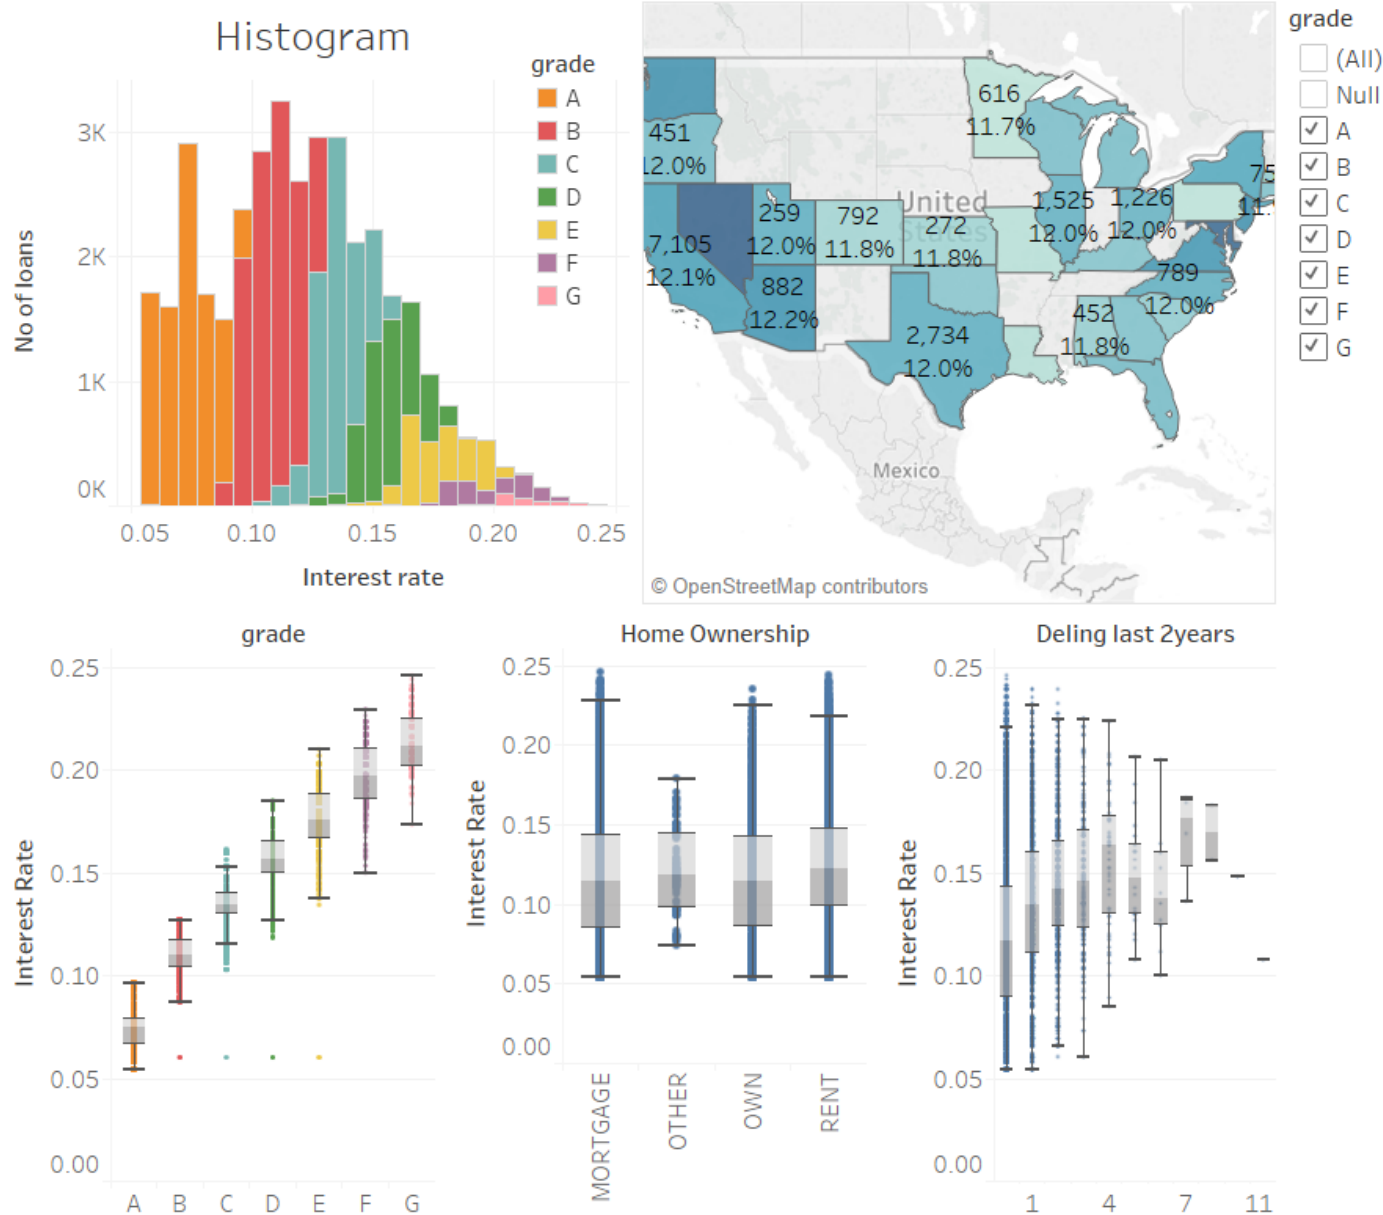 Histogram
grade
A
B
C
D
E
F
G
3K
2K
1K
0K
No of loans
0.05
0.10
0.15
0.20
0.25
Interest rate
616
11.7%
451
12.0%
United
States
259
12.0%
792
11.8%
272
11.8%
1,525
12.0%
1,226
12.0%
75
11.
7,105
12.1%
882
12.2%
789
12.0%
452
11.8%
2,734
12.0%
Mexico
© OpenStreetMap contributors
grade
(All)
Null
A
B
C
D
E
F
G
grade
0.25
0.20
0.15
0.10
0.05
0.00
Interest Rate
A
B
C
D
E
F
G
Home Ownership
0.25
0.20
0.15
0.10
0.05
0.00
Interest Rate
MORTGAGE
OTHER
OWN
RENT
Delinq last 2years
0.25
0.20
0.15
0.10
0.05
0.00
Interest Rate
1
4
7
11